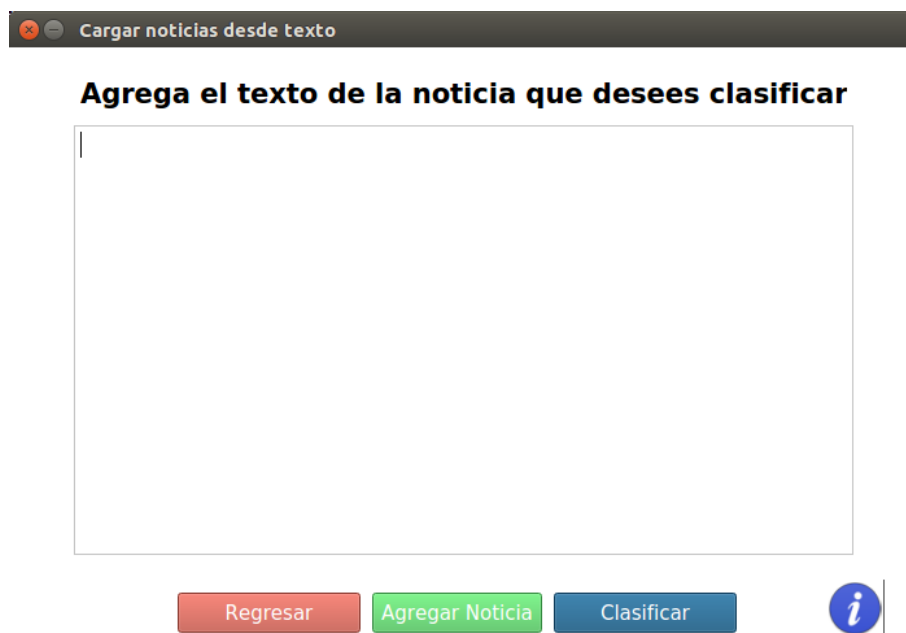 Cargar noticias desde texto
Agrega el texto de la noticia que desees clasificar
Regresar Agregar Noticia Clasificar i